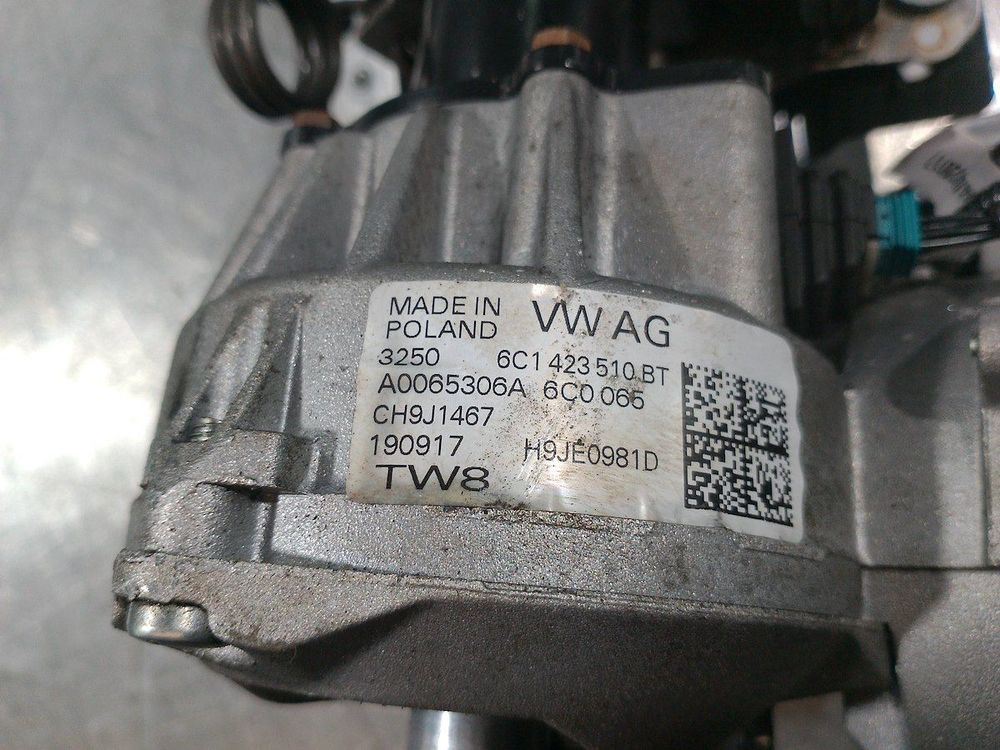 MADE IN
POLAND
VW AG
3250 6C1 423 510.BT
A0065306A 6C0 065
CH9J1467
190917 H9JE0981D
TW8